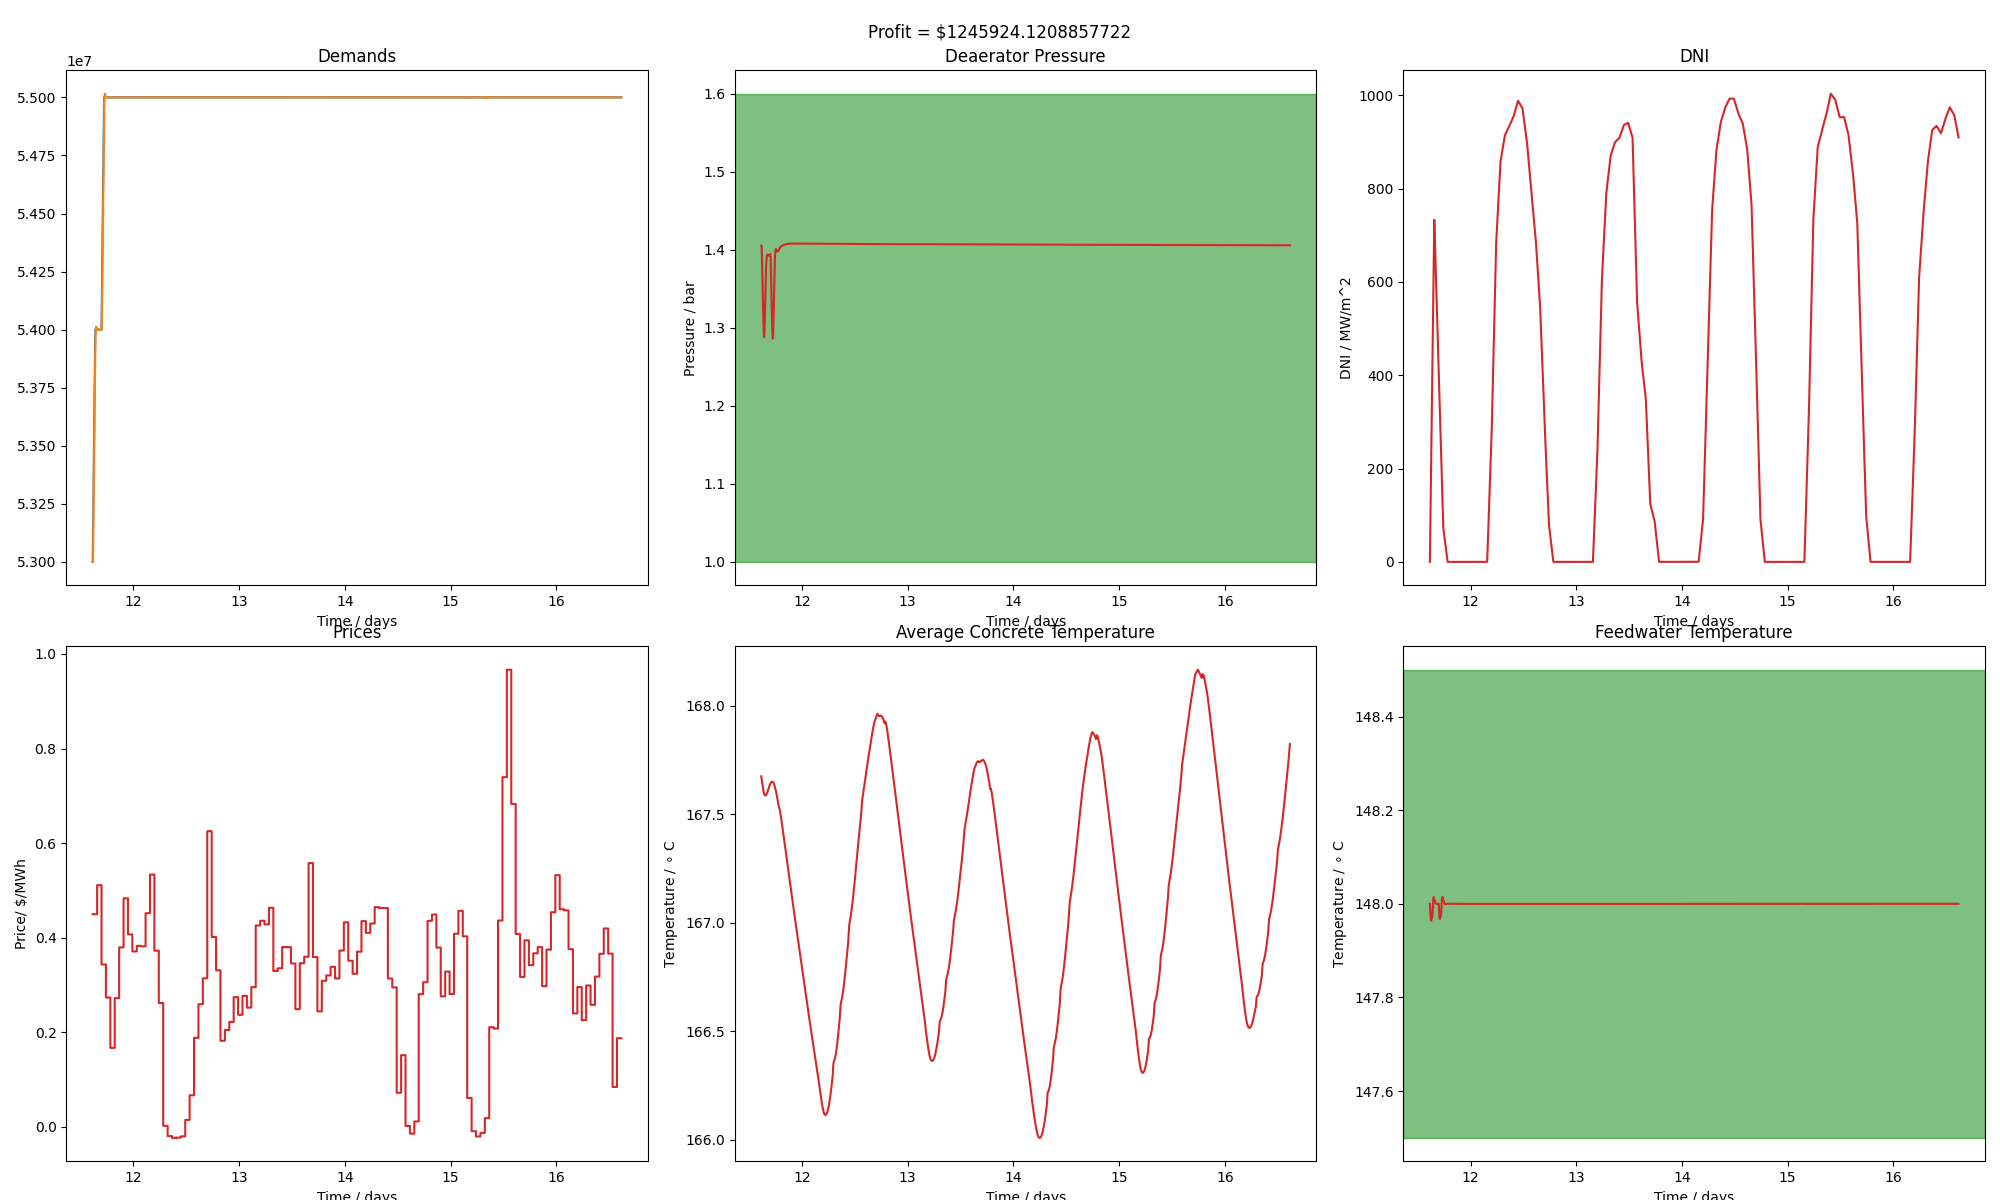 Profit = $1245924.1208857722
Demands
1e7
5.500
5.475
5.450
5.425
5.400
5.375
5.350
5.325
5.300
12 13 14 15 16
Time / days
Deaerator Pressure
Pressure / bar
1.6
1.5
1.4
1.3
1.2
1.1
1.0
12 13 14 15 16
Time / days
DNI
DNI / MW/m^2
1000
800
600
400
200
0
12 13 14 15 16
Time / days
Prices
Price/ $/MWh
1.0
0.8
0.6
0.4
0.2
0.0
12 13 14 15 16
Time / days
Average Concrete Temperature
Temperature / ∘ C
168.0
167.5
167.0
166.5
166.0
12 13 14 15 16
Time / days
Feedwater Temperature
Temperature / ∘ C
148.4
148.2
148.0
147.8
147.6
12 13 14 15 16
Time / days